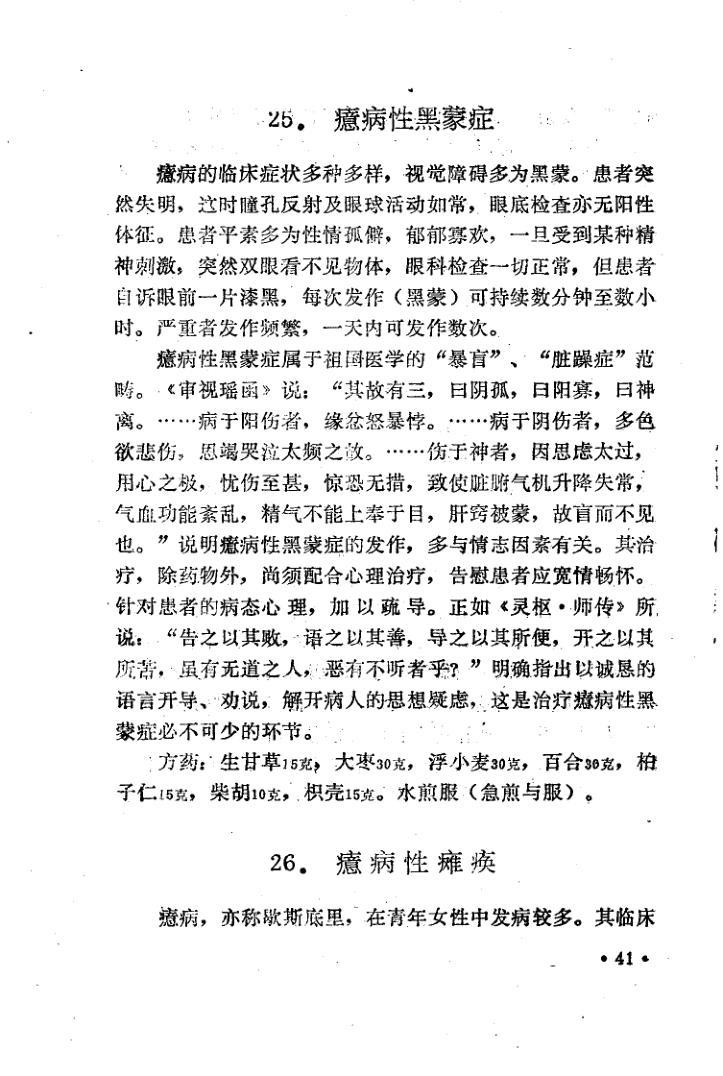 25. 癔病性黑蒙症
癔病的临床症状多种多样，视觉障碍多为黑蒙。患者突
然失明，这时瞳孔反射及眼球活动如常，眼底检查亦无阳性
体征。患者平素多为性情孤僻，郁郁寡欢，一旦受到某种精
神刺激，突然双眼看不见物体，眼科检查一切正常，但患者
自诉眼前一片漆黑，每次发作（黑蒙）可持续数分钟至数小
时。严重者发作频繁，一天内可发作数次。
癔病性黑蒙症属于祖国医学的“暴盲”、“脏躁症”范
畴。《审视瑶函》说：“其故有三，曰阴孤，曰阳寡，曰神
离。……病于阳伤者，缘忿怒暴悖。……病于阴伤者，多色
欲悲伤，思竭哭泣太频之故。……伤于神者，因思虑太过，
用心之极，忧伤至甚，惊恐无措，致使脏腑气机升降失常，
气血功能紊乱，精气不能上奉于目，肝窍被蒙，故盲而不见
也。”说明癔病性黑蒙症的发作，多与情志因素有关。其治
疗，除药物外，尚须配合心理治疗，告慰患者应宽情畅怀。
针对患者的病态心理，加以疏导。正如《灵枢·师传》所
说：“告之以其败，语之以其善，导之以其所便，开之以其
所苦，虽有无道之人，恶有不听者乎？”明确指出以诚恳的
语言开导、劝说，解开病人的思想疑虑，这是治疗癔病性黑
蒙症必不可少的环节。
方药：生甘草15克，大枣30克，浮小麦30克，百合30克，柏
子仁15克，柴胡10克，枳壳15克。水煎服（急煎与服）。
26. 癔病性瘫痪
癔病，亦称歇斯底里，在青年女性中发病较多。其临床
·41·